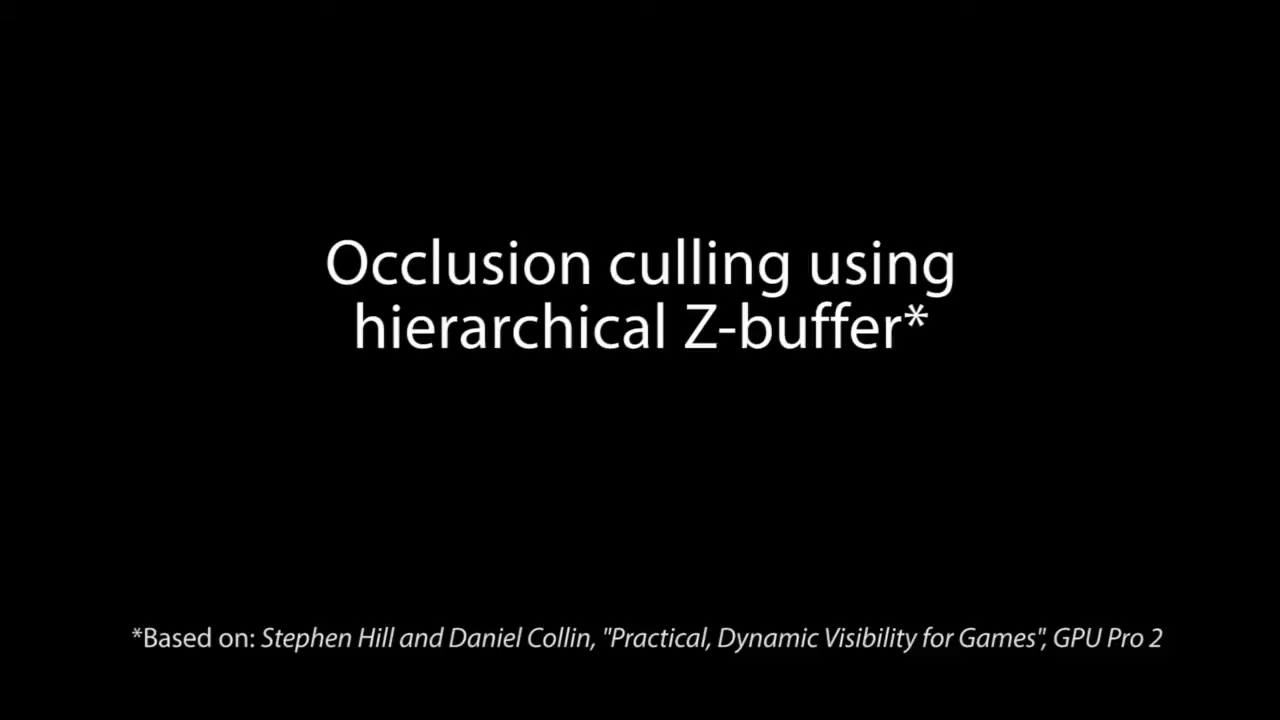 Occlusion culling using
hierarchical Z-buffer*
*Based on: Stephen Hill and Daniel Collin, "Practical, Dynamic Visibility for Games", GPU Pro 2